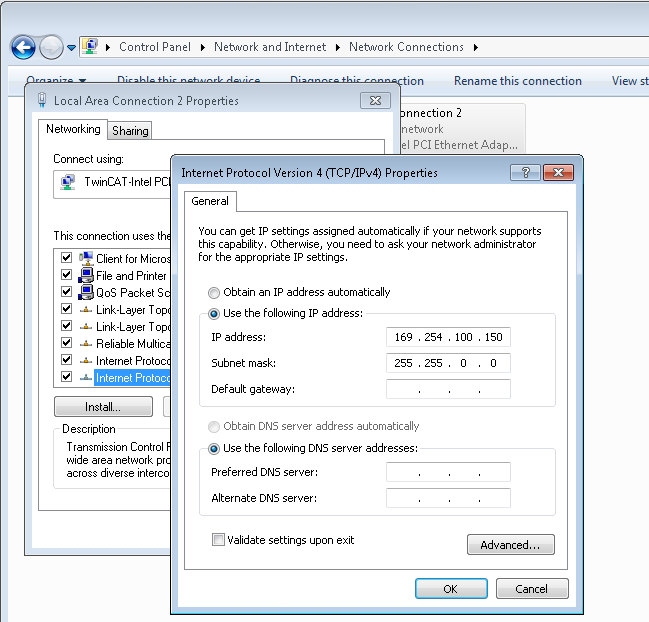 Control Panel Network and Internet Network Connections
Organize Disable this network device Diagnose this connection Rename this connection View st
Local Area Connection 2 Properties
onnection 2
network
el PCI Ethernet Adap...
Networking Sharing
Connect using:
TwinCAT-Intel PCI
This connection uses the
Client for Micros
File and Printer
QoS Packet Sc
Link-Layer Topo
Link-Layer Topo
Reliable Multica
Internet Protoco
Internet Protoco
Install...
Description
Transmission Control P
wide area network pro
across diverse interco
Internet Protocol Version 4 (TCP/IPv4) Properties
General
You can get IP settings assigned automatically if your network supports
this capability. Otherwise, you need to ask your network administrator
for the appropriate IP settings.
Obtain an IP address automatically
Use the following IP address:
IP address: 169 . 254 . 100 . 150
Subnet mask: 255 . 255 . 0 . 0
Default gateway: . . .
Obtain DNS server address automatically
Use the following DNS server addresses:
Preferred DNS server: . . .
Alternate DNS server: . . .
Validate settings upon exit
Advanced...
OK Cancel